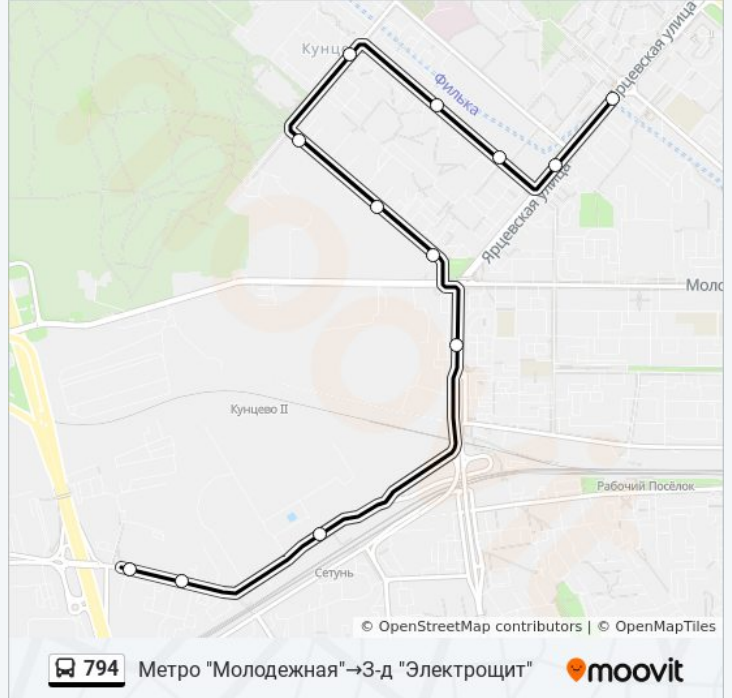 Кунце
Филька
Ярцевская улица
Ярцевская улица
Моло
Кунцево II
Рабочий Посёлок
Сетунь
© OpenStreetMap contributors | © OpenMapTiles
794 Метро "Молодежная"→З-д "Электрощит" moovit